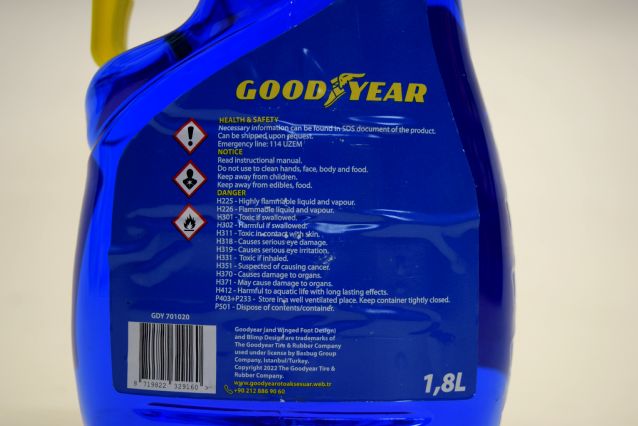 GOODYEAR
HEALTH & SAFETY
Necessary information can be found in SDS document of the product.
Can be shipped upon request.
Emergency line: 114 UZEM
NOTICE
Read instructional manual.
Do not use to clean hands, face, body and food.
Keep away from children.
Keep away from edibles, food.
DANGER
H225 - Highly flammable liquid and vapour.
H226 - Flammable liquid and vapour.
H301 - Toxic if swallowed.
H302 - Harmful if swallowed.
H311 - Toxic in contact with skin.
H318 - Causes serious eye damage.
H319 - Causes serious eye irritation.
H331 - Toxic if inhaled.
H351 - Suspected of causing cancer.
H370 - Causes damage to organs.
H371 - May cause damage to organs.
H412 - Harmful to aquatic life with long lasting effects.
P403+P233 - Store in a well ventilated place. Keep container tightly closed.
P501 - Dispose of contents/container.
GDY 701020
8 719822 329160 >
Goodyear (and Winged Foot Design)
and Blimp Design are trademarks of
The Goodyear Tire & Rubber Company
used under license by Basbug Group
Company, Istanbul/Turkey.
Copyright 2022 The Goodyear Tire &
Rubber Company.
www.goodyearotoaksesuar.web.tr
+90 212 886 90 60
1,8L